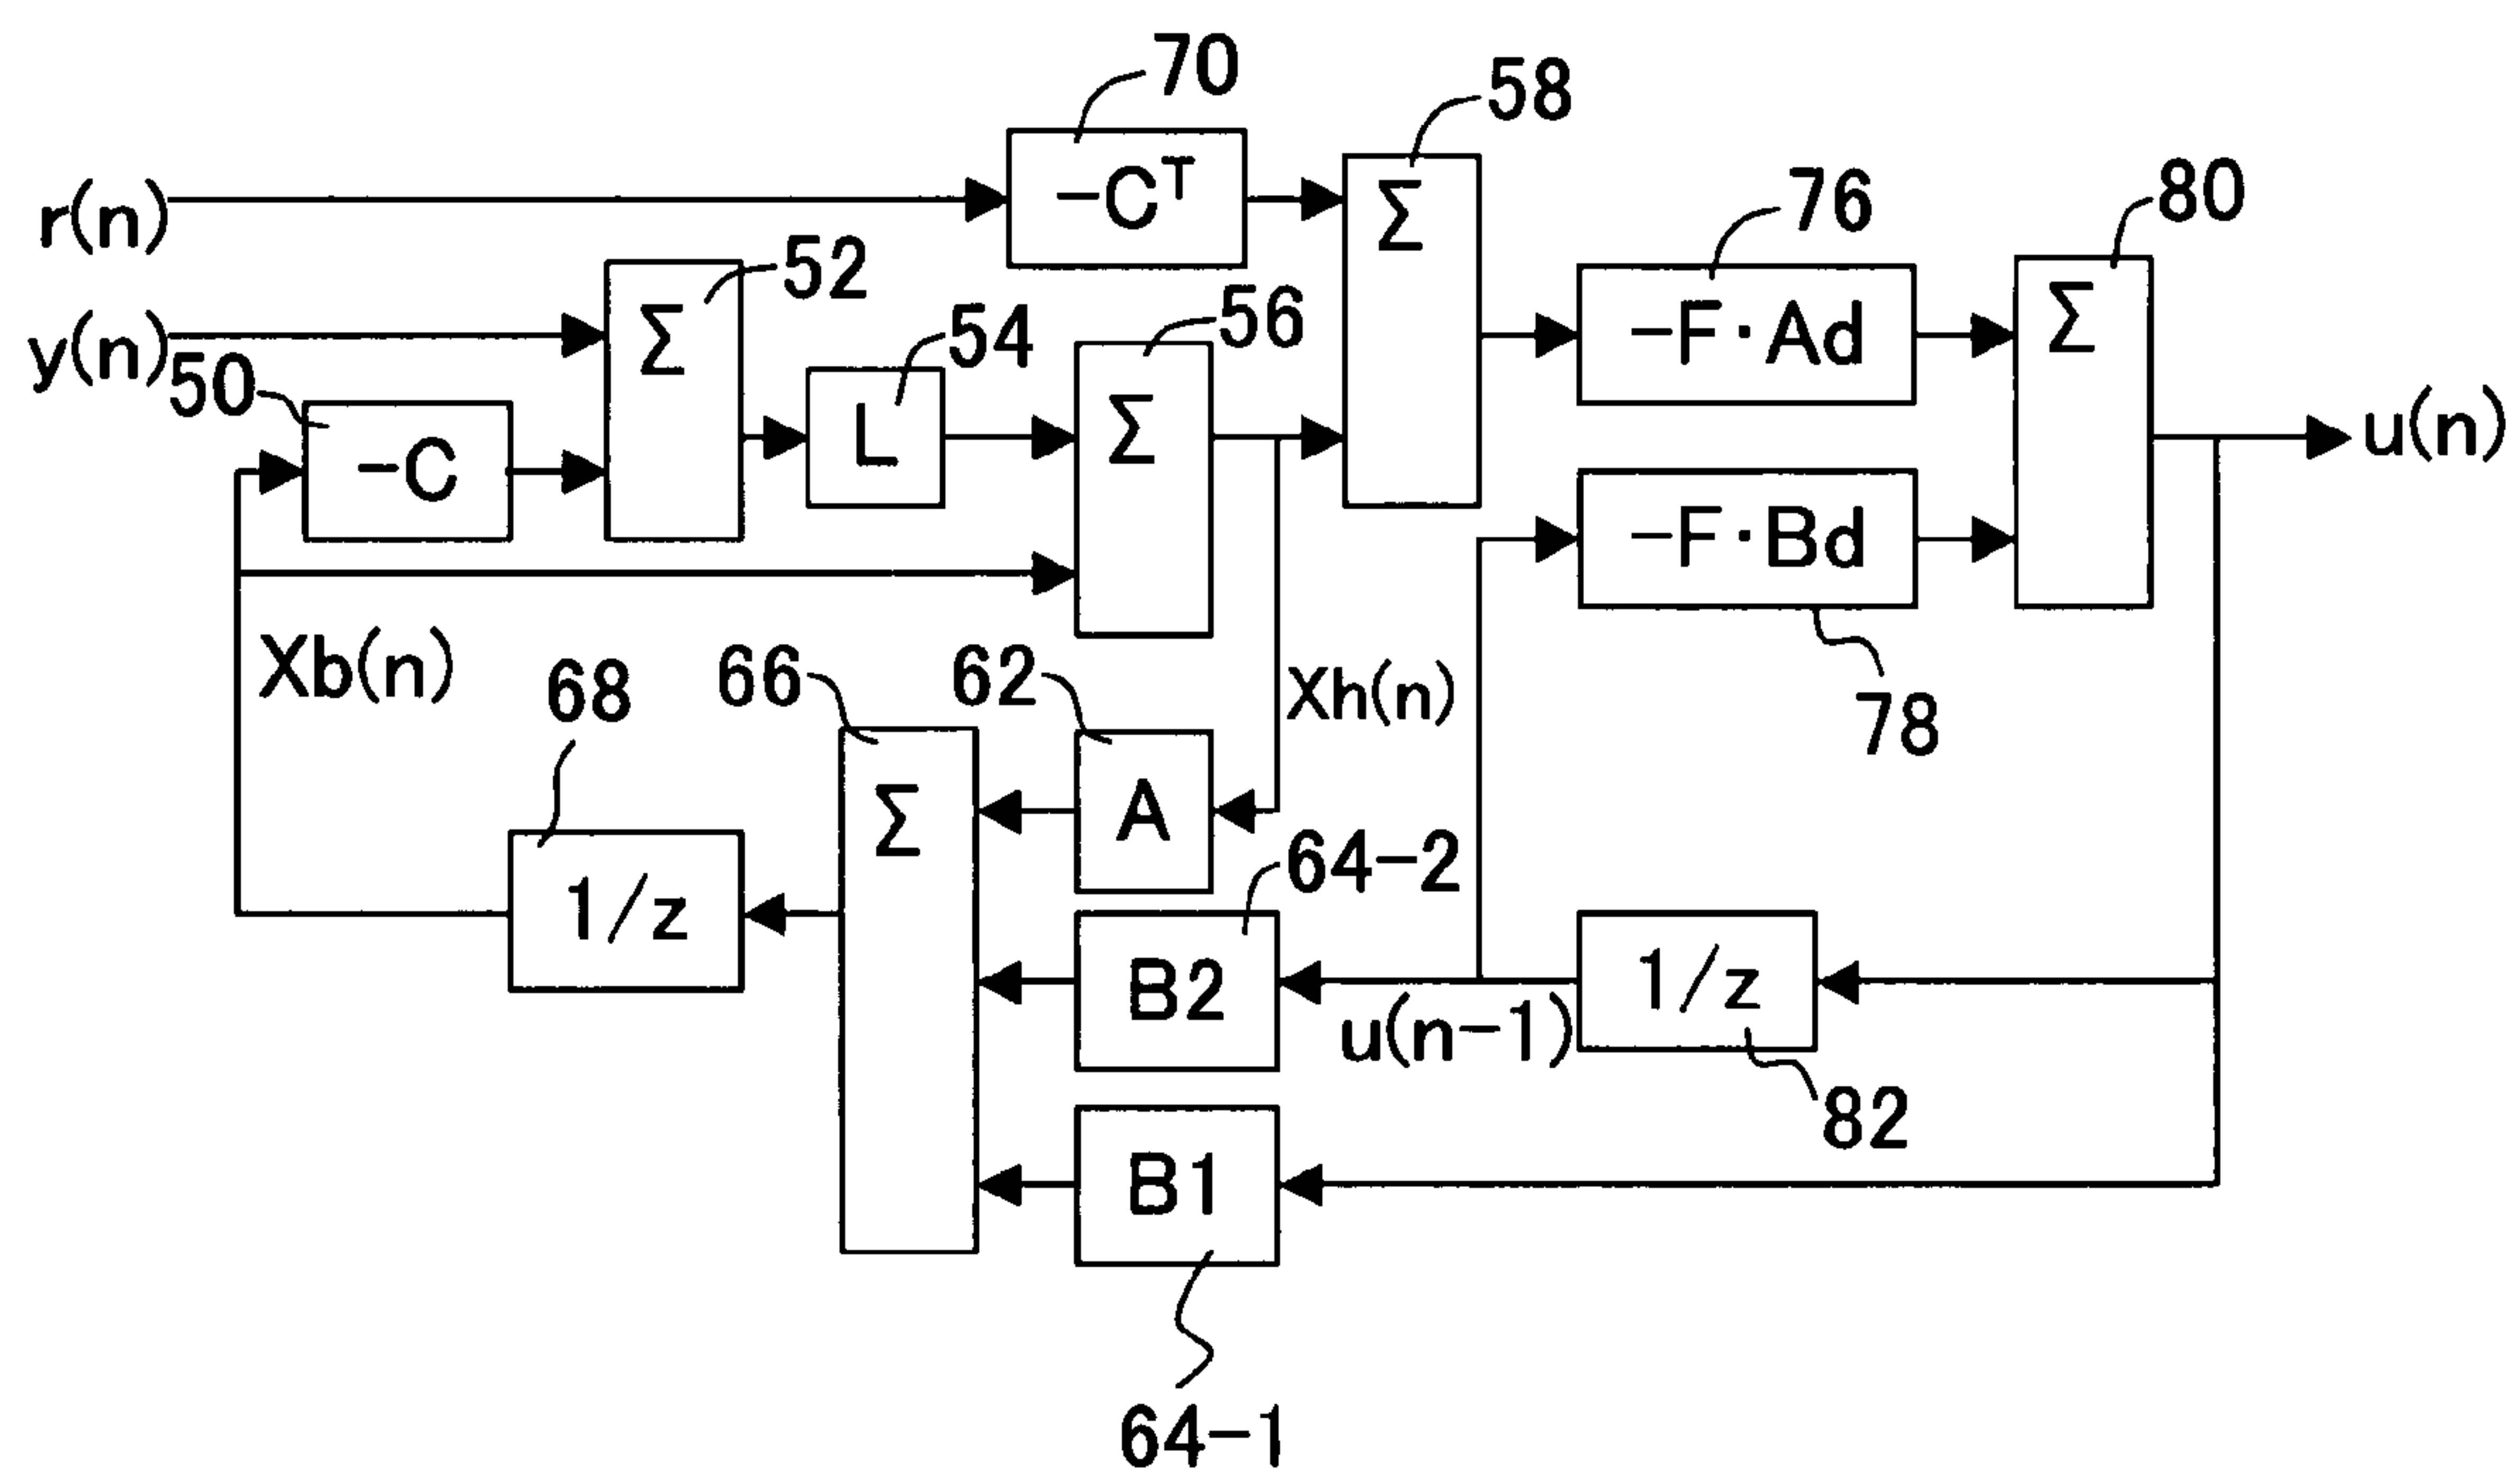 70
58
r(n)
-Cᵀ
Σ
76
80
52
y(n)
Σ
54
56
-F·Ad
Σ
50
-C
L
Σ
u(n)
-F·Bd
Xb(n)
68
66
62
Xh(n)
78
Σ
A
64-2
1/z
B2
u(n-1)
1/z
82
B1
64-1